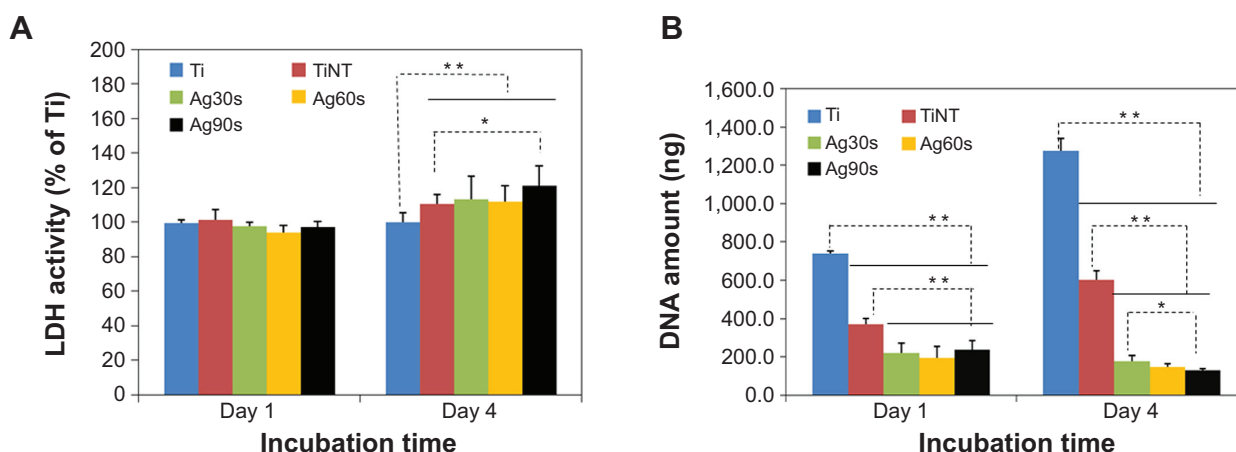 A
LDH activity (% of Ti)
200
180
160
140
120
100
80
60
40
20
0
Ti
TiNT
Ag30s
Ag60s
Ag90s
**
*
Day 1
Day 4
Incubation time
B
DNA amount (ng)
1,600.0
1,400.0
1,200.0
1,000.0
800.0
600.0
400.0
200.0
0.0
Ti
TiNT
Ag30s
Ag60s
Ag90s
**
**
**
**
*
Day 1
Day 4
Incubation time